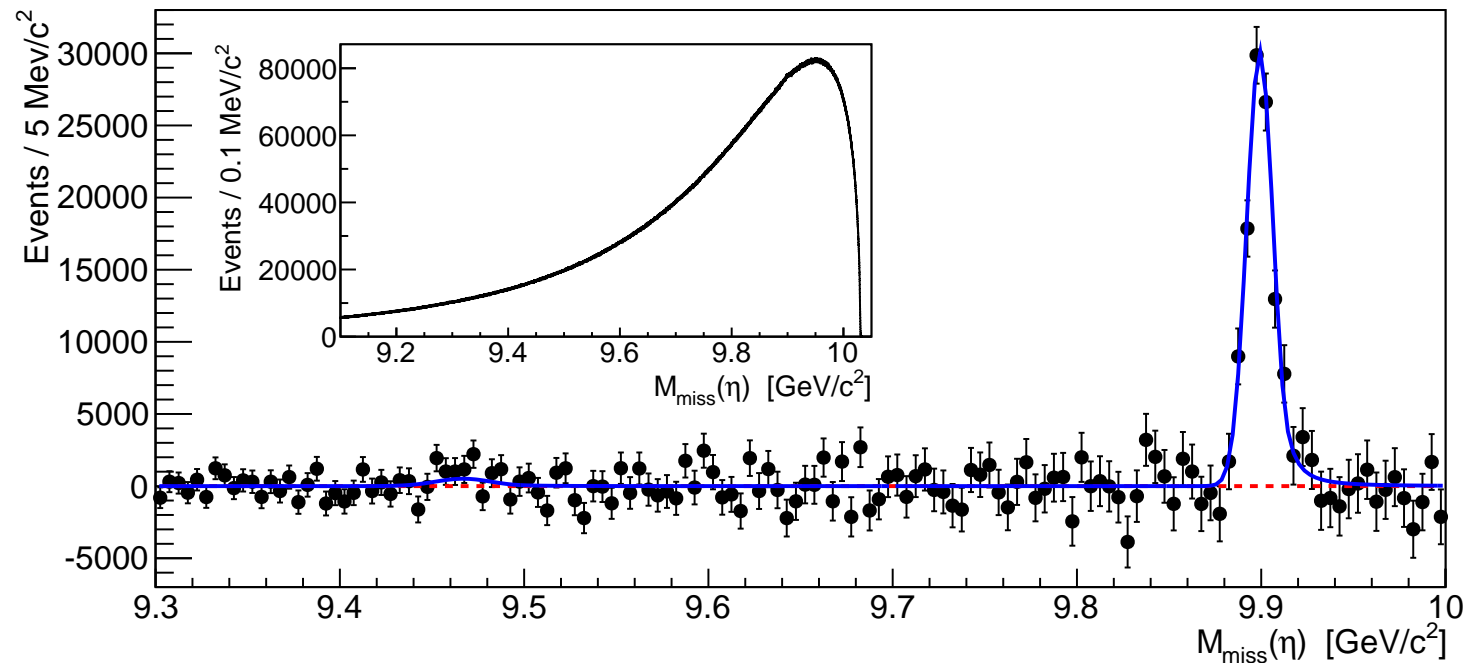 Events / 5 Mev/c²
30000
25000
20000
15000
10000
5000
0
-5000
9.3 9.4 9.5 9.6 9.7 9.8 9.9 10
M_miss(η) [GeV/c²]
Events / 0.1 MeV/c²
80000
60000
40000
20000
0
9.2 9.4 9.6 9.8 10
M_miss(η) [GeV/c²]